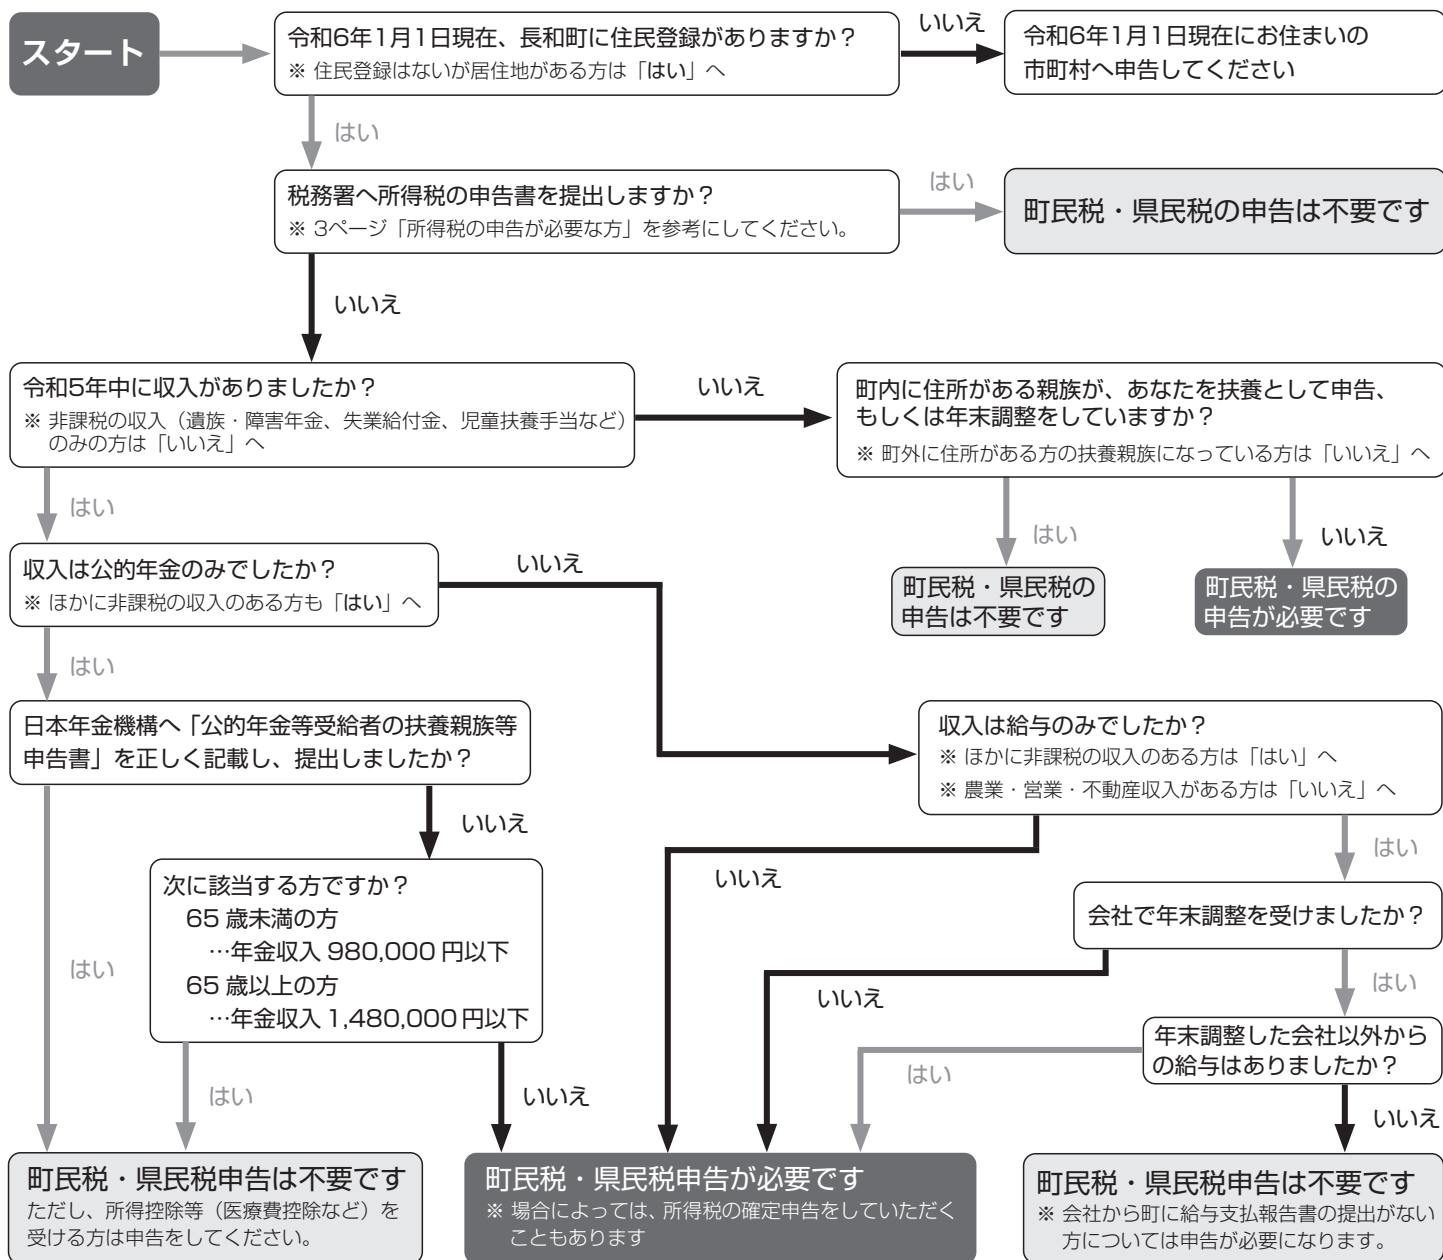 スタート
令和6年1月1日現在、長和町に住民登録がありますか？
※ 住民登録はないが居住地がある方は「はい」へ
いいえ
令和6年1月1日現在にお住まいの
市町村へ申告してください
はい
税務署へ所得税の申告書を提出しますか？
※ 3ページ「所得税の申告が必要な方」を参考にしてください。
はい
町民税・県民税の申告は不要です
いいえ
令和5年中に収入がありましたか？
※ 非課税の収入（遺族・障害年金、失業給付金、児童扶養手当など）
のみの方は「いいえ」へ
いいえ
町内に住所がある親族が、あなたを扶養として申告、
もしくは年末調整をしていますか？
※ 町外に住所がある方の扶養親族になっている方は「いいえ」へ
はい
はい
いいえ
町民税・県民税の
申告は不要です
町民税・県民税の
申告が必要です
収入は公的年金のみでしたか？
※ ほかに非課税の収入のある方も「はい」へ
いいえ
はい
日本年金機構へ「公的年金等受給者の扶養親族等
申告書」を正しく記載し、提出しましたか？
収入は給与のみでしたか？
※ ほかに非課税の収入のある方は「はい」へ
※ 農業・営業・不動産収入がある方は「いいえ」へ
いいえ
はい
いいえ
はい
次に該当する方ですか？
65 歳未満の方
…年金収入 980,000 円以下
65 歳以上の方
…年金収入 1,480,000 円以下
会社で年末調整を受けましたか？
はい
いいえ
はい
年末調整した会社以外から
の給与はありましたか？
はい
いいえ
はい
いいえ
町民税・県民税申告は不要です
ただし、所得控除等（医療費控除など）を
受ける方は申告をしてください。
町民税・県民税申告が必要です
※ 場合によっては、所得税の確定申告をしていただく
こともあります
町民税・県民税申告は不要です
※ 会社から町に給与支払報告書の提出がない
方については申告が必要になります。